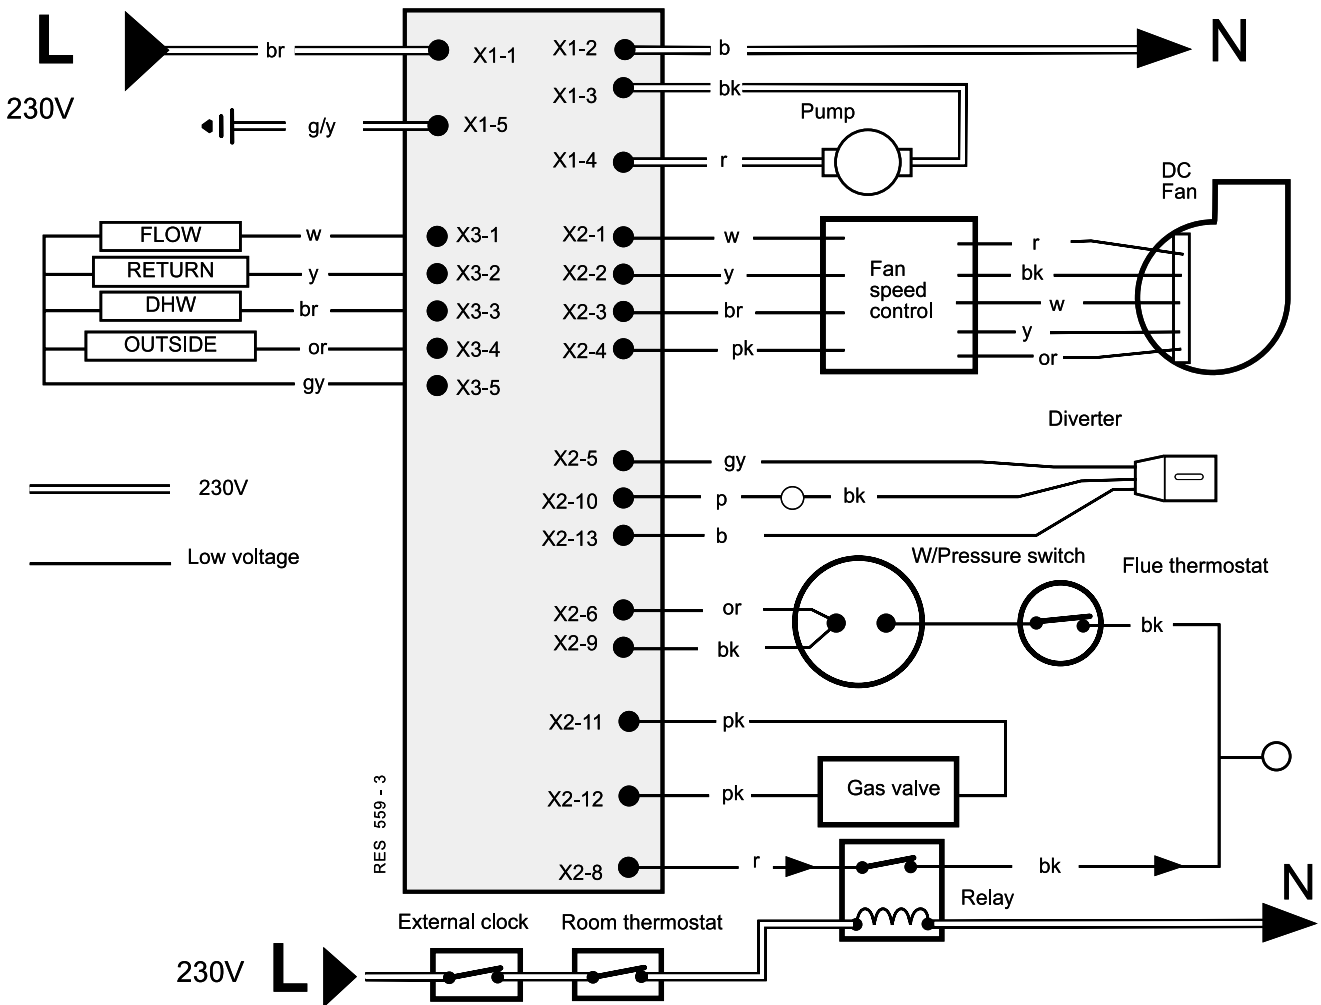 L
230V
br
X1-1
X1-2
b
N
X1-3
bk
g/y
X1-5
Pump
X1-4
r
DC
Fan
FLOW
w
X3-1
X2-1
w
r
RETURN
y
X3-2
X2-2
y
Fan
speed
control
bk
DHW
br
X3-3
X2-3
br
w
OUTSIDE
or
X3-4
X2-4
pk
y
or
gy
X3-5
Diverter
X2-5
gy
230V
X2-10
p
bk
X2-13
b
Low voltage
W/Pressure switch
Flue thermostat
X2-6
or
X2-9
bk
bk
X2-11
pk
X2-12
pk
Gas valve
RES 559 - 3
X2-8
r
bk
Relay
N
External clock
Room thermostat
230V
L